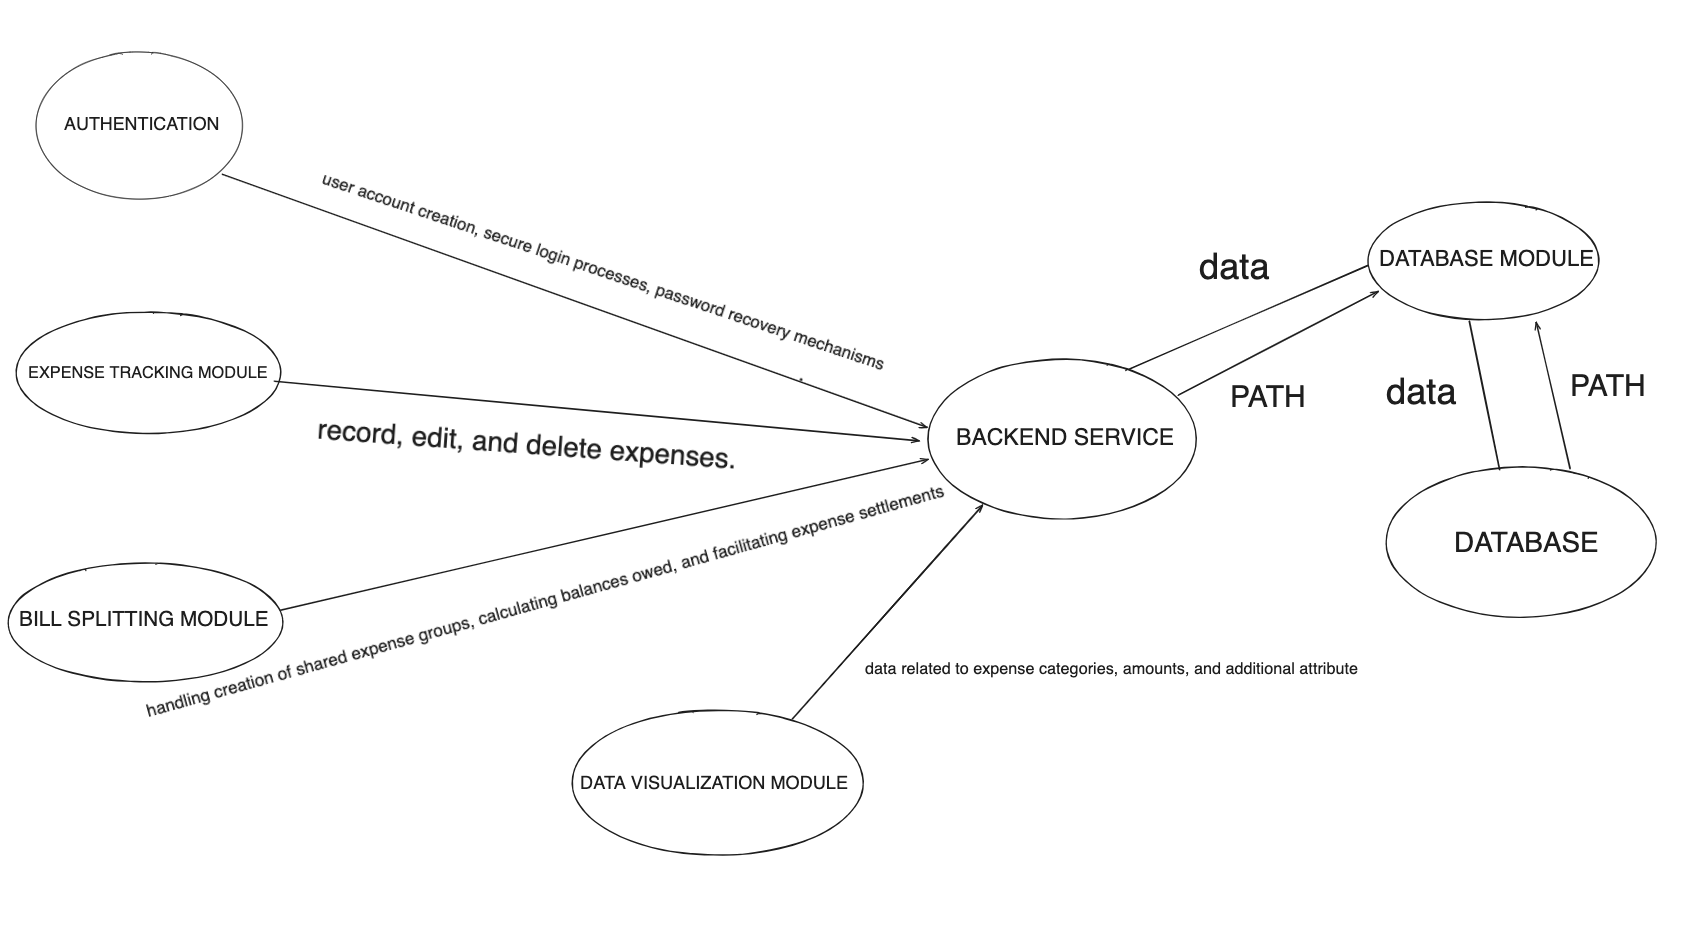 AUTHENTICATION
user account creation, secure login processes, password recovery mechanisms
EXPENSE TRACKING MODULE
record, edit, and delete expenses.
BILL SPLITTING MODULE
handling creation of shared expense groups, calculating balances owed, and facilitating expense settlements
DATA VISUALIZATION MODULE
data related to expense categories, amounts, and additional attribute
BACKEND SERVICE
data
PATH
DATABASE MODULE
data
PATH
DATABASE